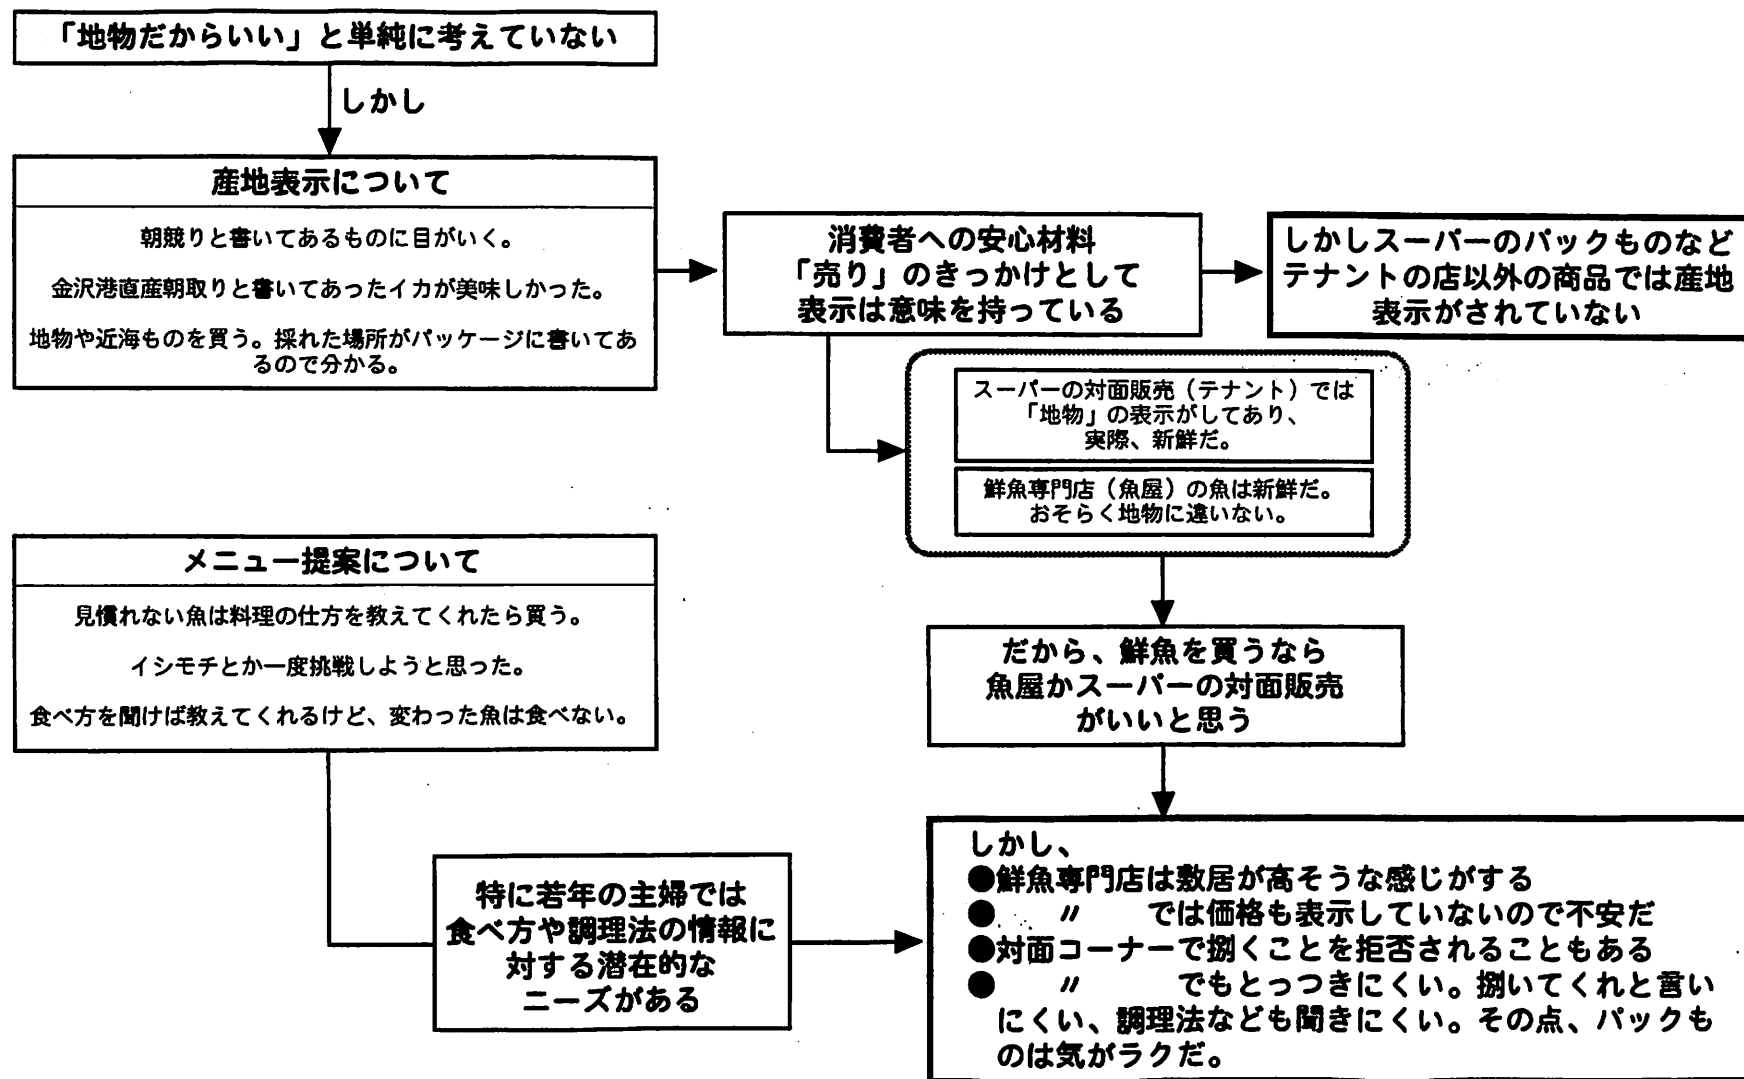 「地物だからいい」と単純に考えていない
しかし
産地表示について
朝競りと書いてあるものに目がいく。
金沢港直産朝取りと書いてあったイカが美味しかった。
地物や近海ものを買う。採れた場所がパッケージに書いてあ
るので分かる。
消費者への安心材料
「売り」のきっかけとして
表示は意味を持っている
しかしスーパーのパックものなど
テナントの店以外の商品では産地
表示がされていない
スーパーの対面販売（テナント）では
「地物」の表示がしてあり、
実際、新鮮だ。
鮮魚専門店（魚屋）の魚は新鮮だ。
おそらく地物に違いない。
メニュー提案について
見慣れない魚は料理の仕方を教えてくれたら買う。
イシモチとか一度挑戦しようと思った。
食べ方を聞けば教えてくれるけど、変わった魚は食べない。
だから、鮮魚を買うなら
魚屋かスーパーの対面販売
がいいと思う
特に若年の主婦では
食べ方や調理法の情報に
対する潜在的な
ニーズがある
しかし、
●鮮魚専門店は敷居が高そうな感じがする
●　〃　では価格も表示していないので不安だ
●対面コーナーで捌くことを拒否されることもある
●　〃　でもとっつきにくい。捌いてくれと言い
にくい、調理法なども聞きにくい。その点、パックも
のは気がラクだ。